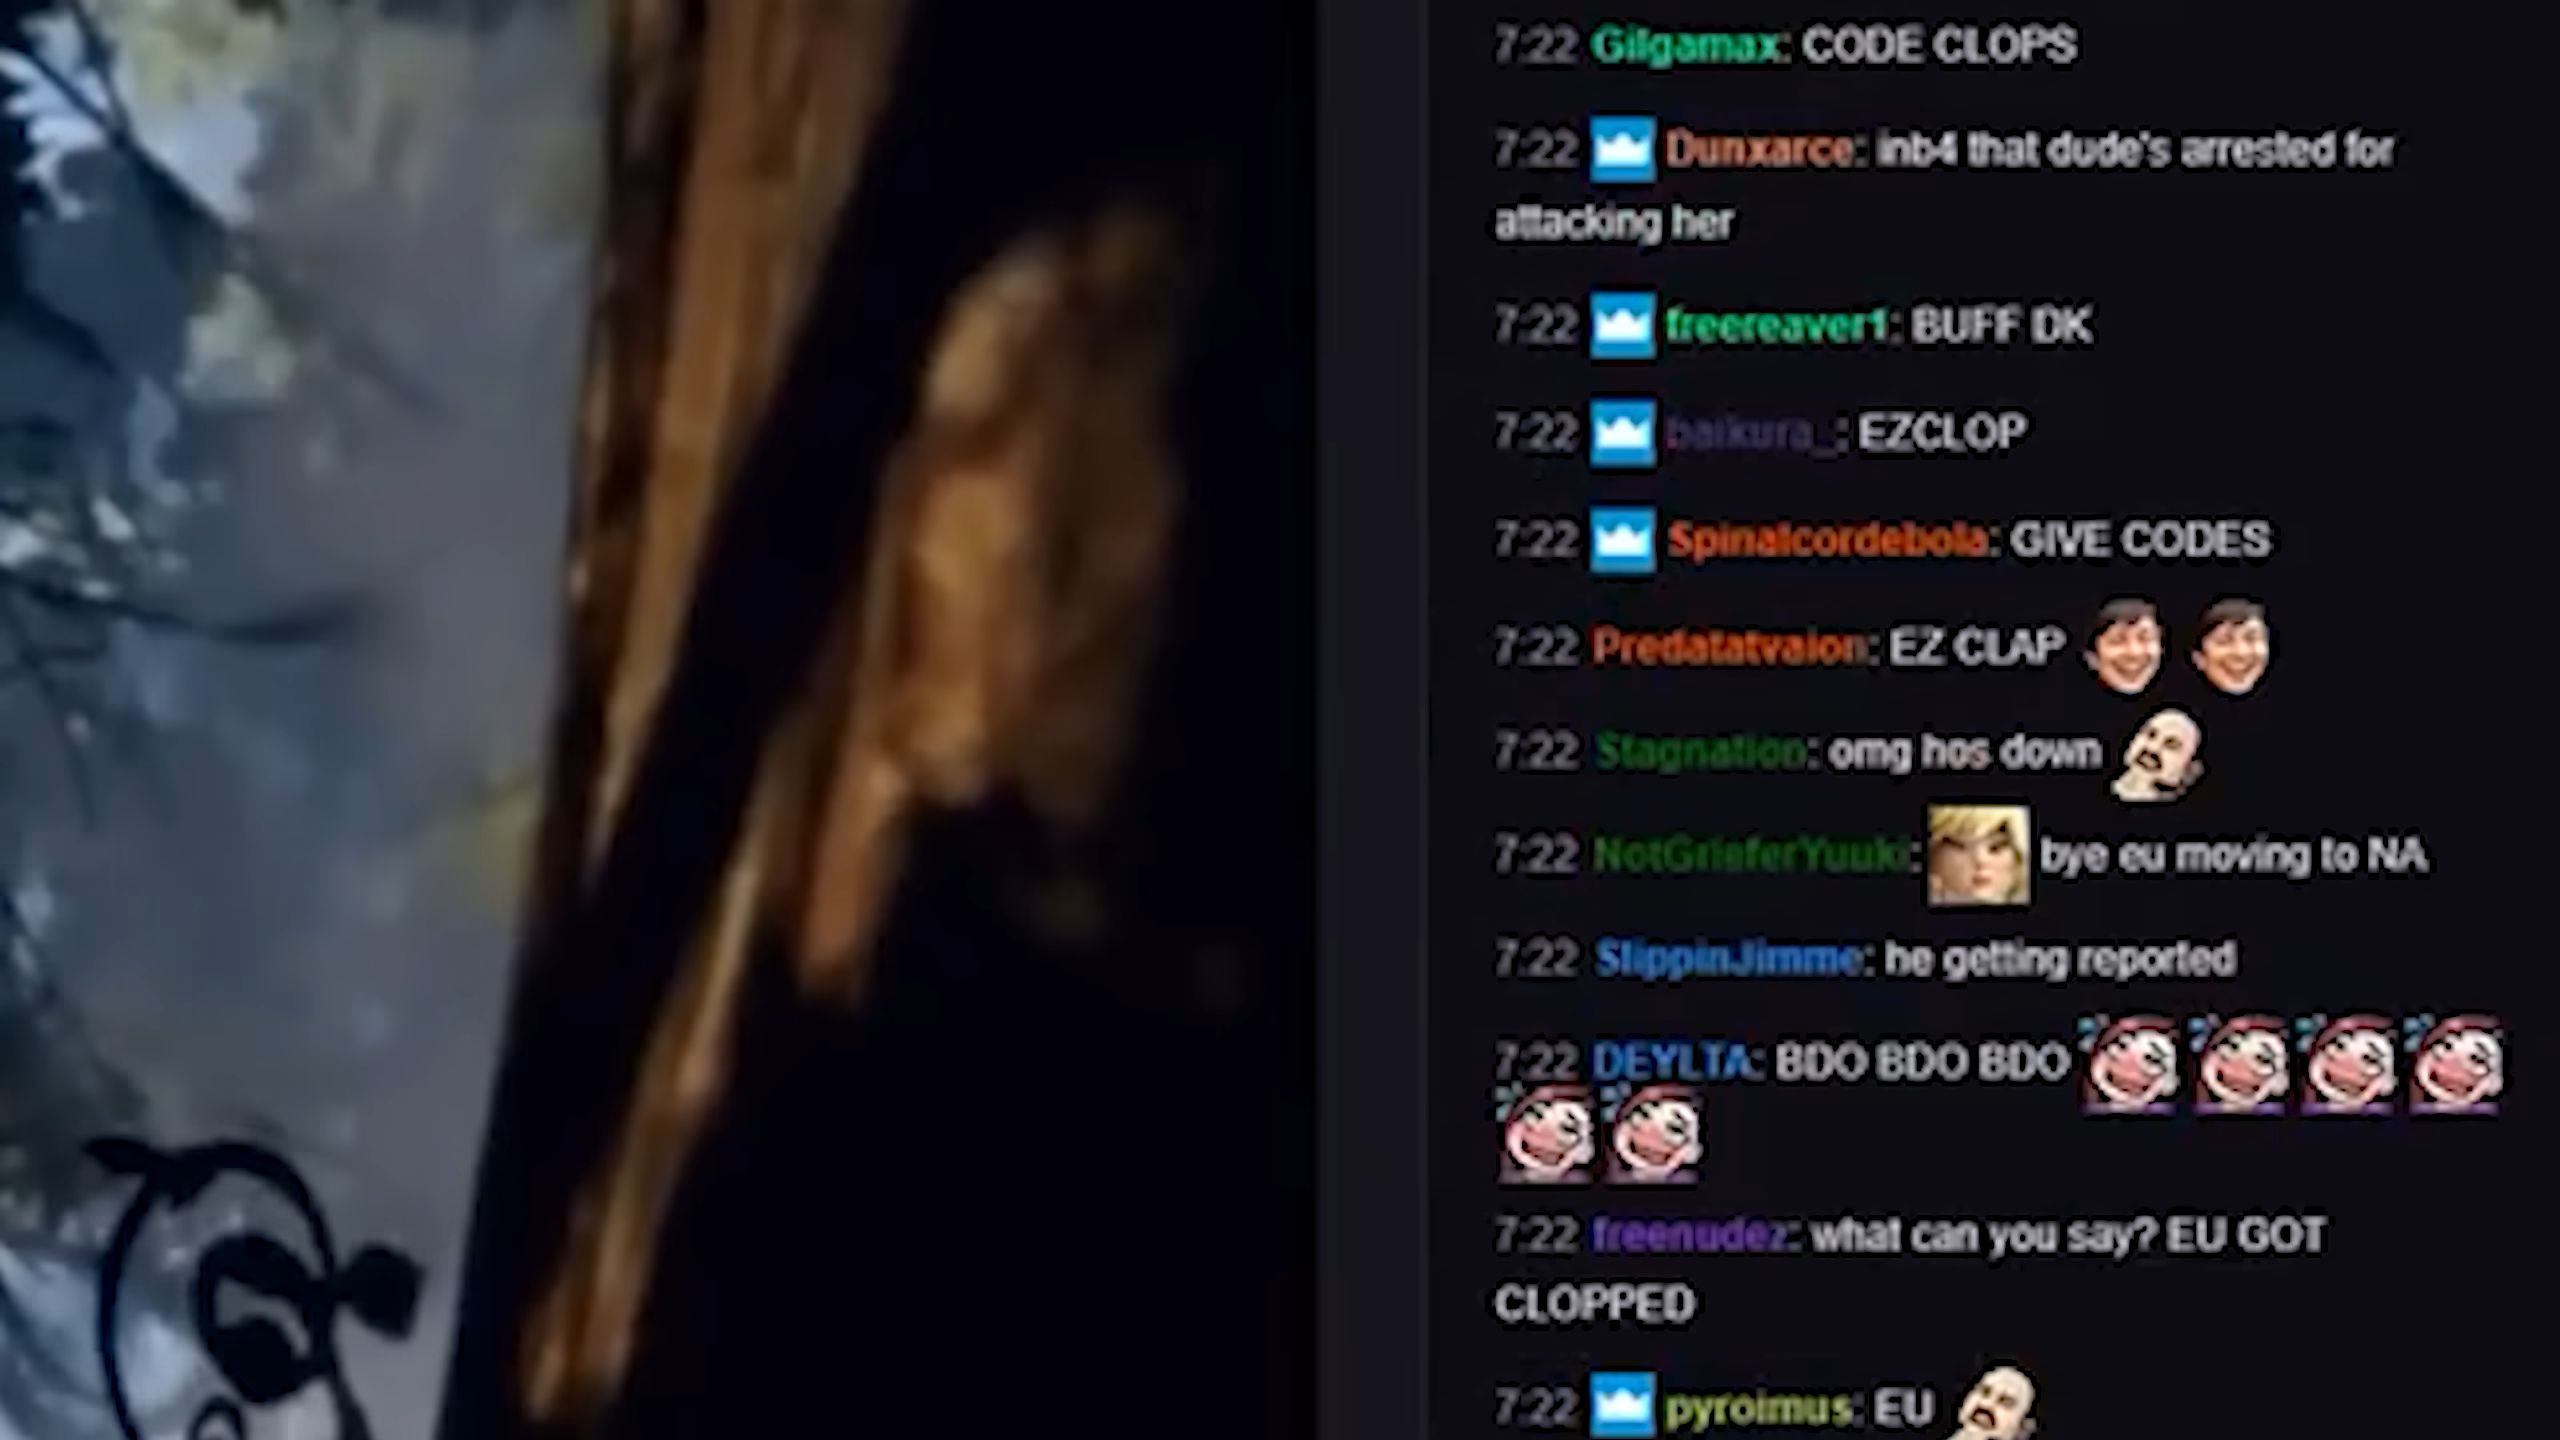 7:22 Gilgamax: CODE CLOPS
7:22 Dunxarce: inb4 that dude's arrested for
attacking her
7:22 freereaver1: BUFF DK
7:22 baikura_: EZCLOP
7:22 Spinalcordebola: GIVE CODES
7:22 Predatatvaion: EZ CLAP
7:22 Stagnation: omg hos down
7:22 NotGrieferYuuki: bye eu moving to NA
7:22 SlippinJimme: he getting reported
7:22 DEYLTA: BDO BDO BDO
7:22 freenudez: what can you say? EU GOT
CLOPPED
7:22 pyroimus: EU